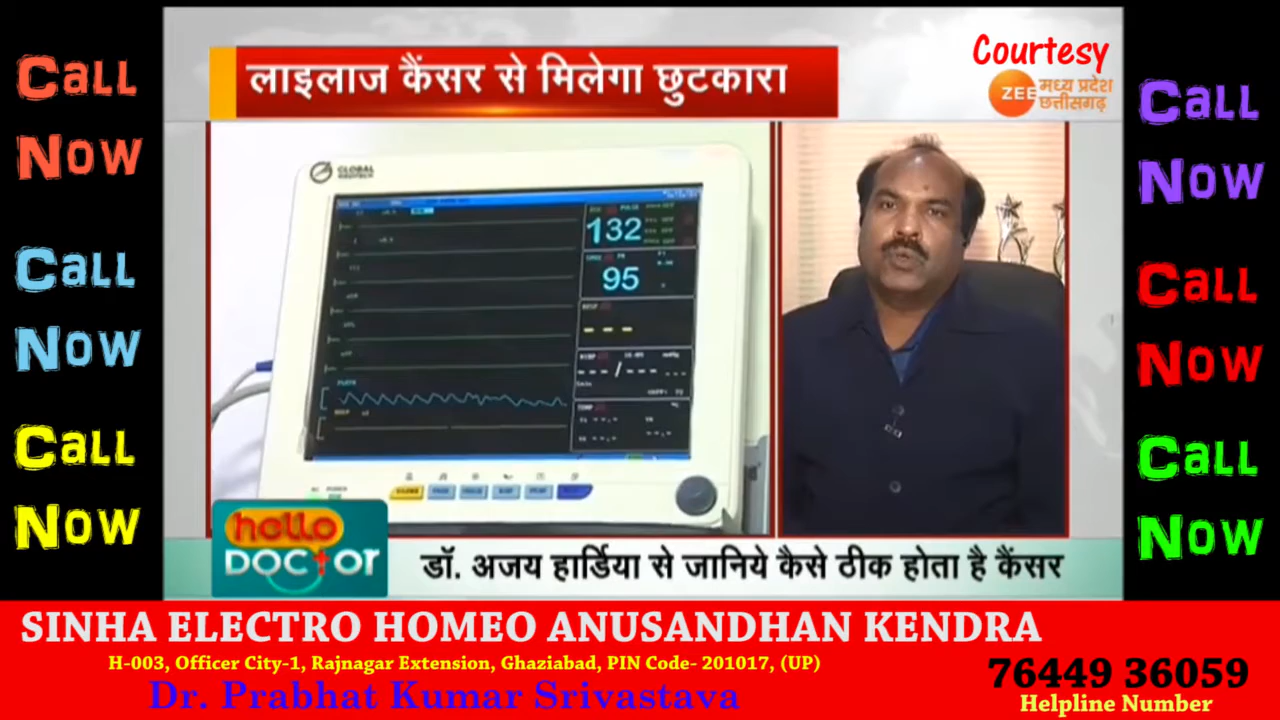 Call
Now
Call
Now
Call
Now
लाइलाज कैंसर से मिलेगा छुटकारा
Courtesy
ZEE मध्य प्रदेश
छत्तीसगढ़
GLOBAL
132
95
hello
DOCTOR
डॉ. अजय हार्डिया से जानिये कैसे ठीक होता है कैंसर
Call
Now
Call
Now
Call
Now
SINHA ELECTRO HOMEO ANUSANDHAN KENDRA
H-003, Officer City-1, Rajnagar Extension, Ghaziabad, PIN Code- 201017, (UP)
Dr. Prabhat Kumar Srivastava
76449 36059
Helpline Number